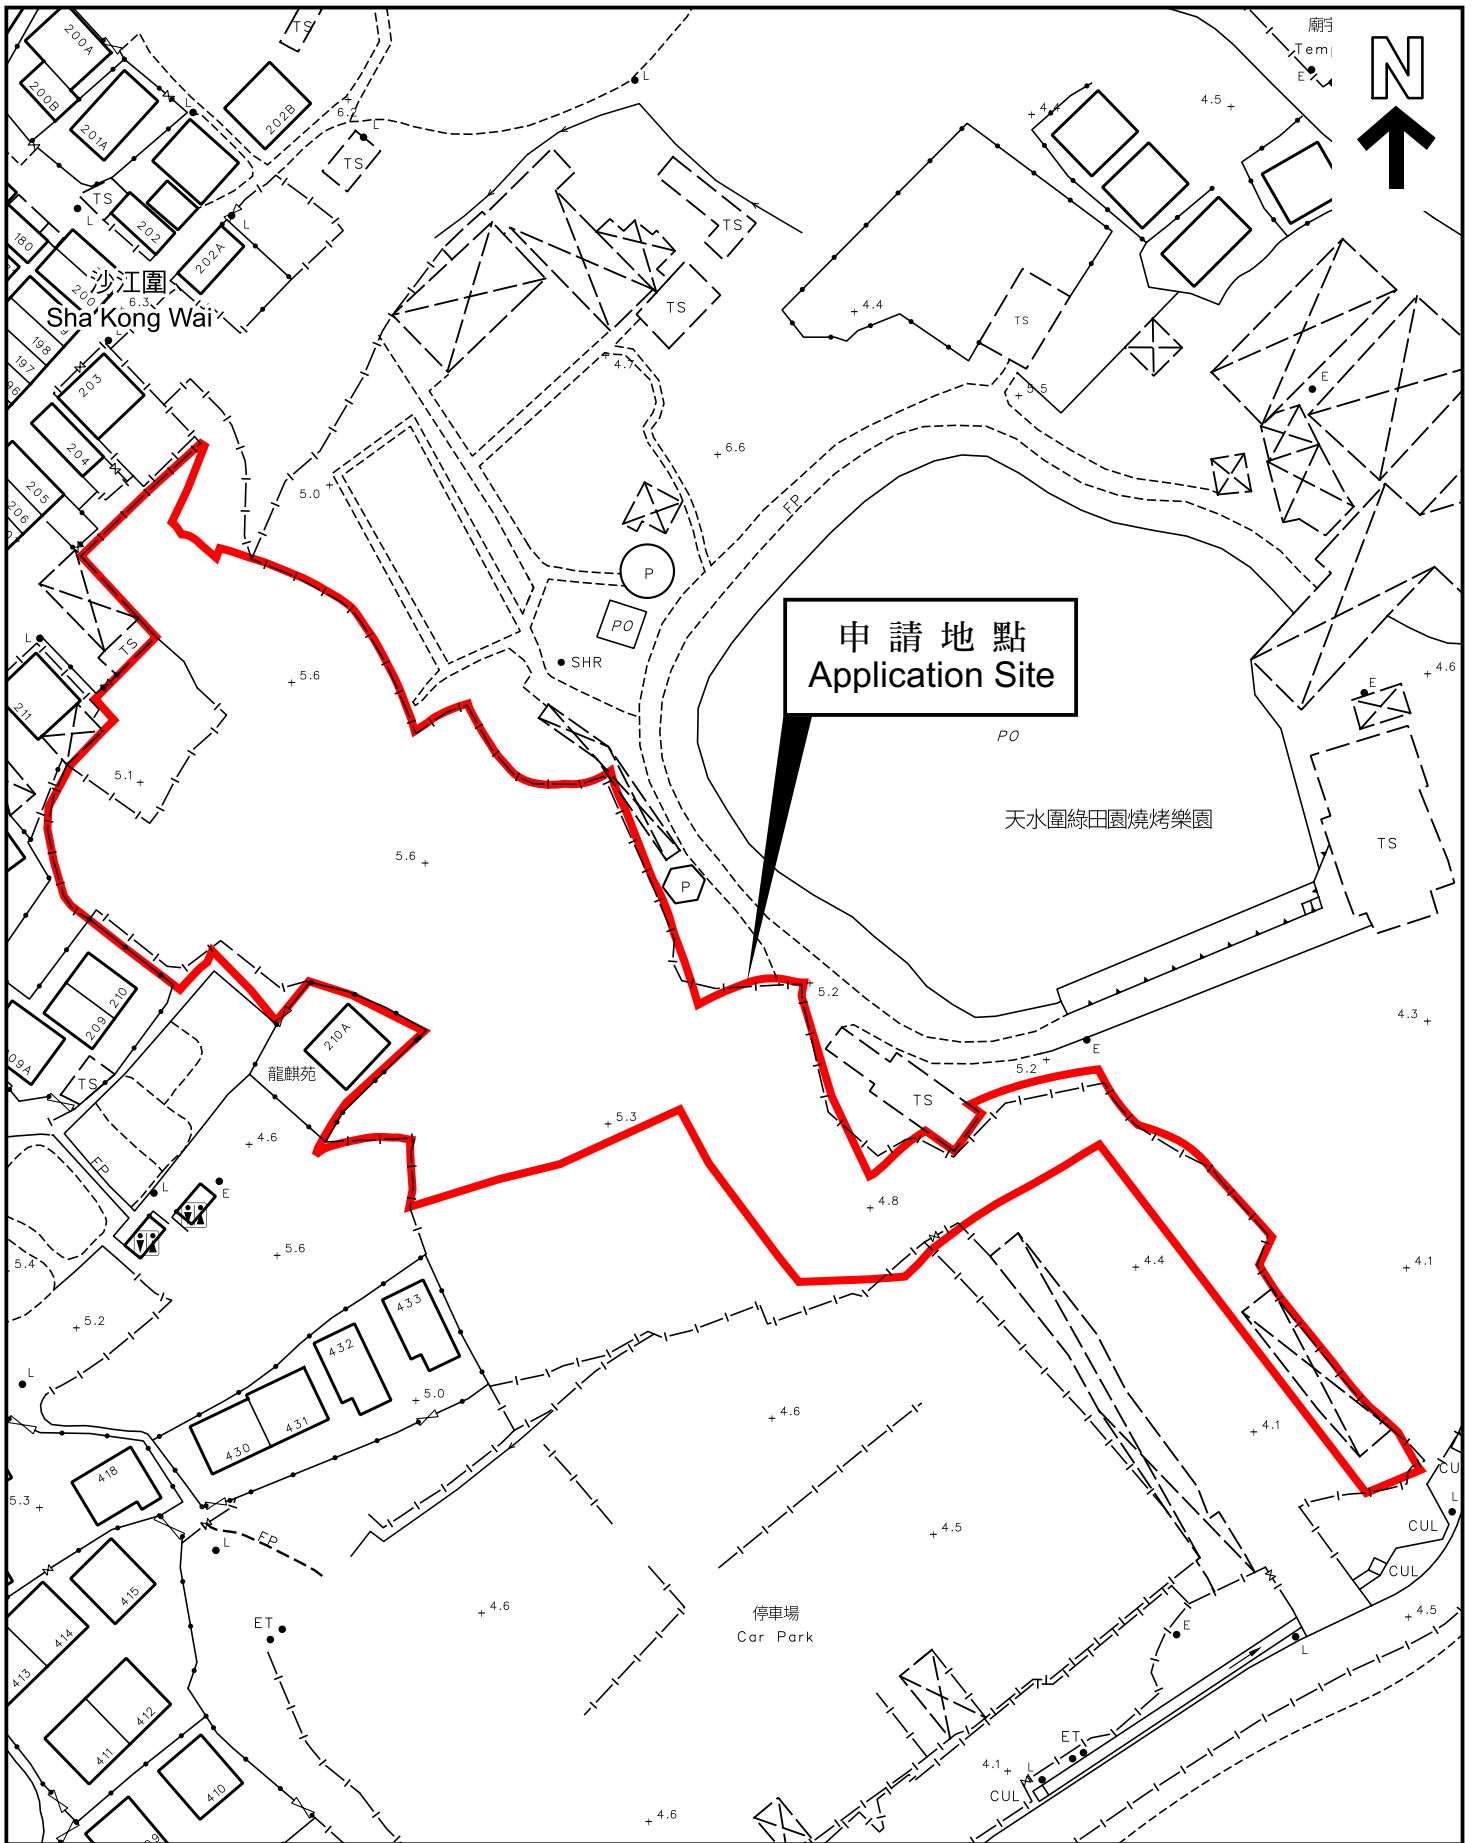 200A
200B
201A
202B
TS
L
6.2
L
TS
L
TS
L
202
202A
L
180
沙江圍
Sha Kong Wai
200
6.3
L
198
197
203
204
205
206
TS
TS
4.7
5.0
6.6
4.4
4.5
廟宇
E
N
4.4
TS
5.5
E
FP
P
PO
SHR
申請地點
Application Site
PO
天水圍綠田園燒烤樂園
E
4.6
TS
L
TS
211
5.6
5.1
5.6
P
5.2
4.3
E
5.2
TS
210
209
09A
TS
210A
龍麒苑
4.6
5.3
FP
L
E
5.6
5.4
5.2
L
4.8
4.4
4.1
433
432
431
430
5.0
418
5.3
FP
L
4.6
4.5
4.1
CU
L
CUL
CUL
4.5
415
414
413
412
411
410
ET
4.6
停車場
Car Park
E
L
ET
4.1
L
CUL
4.6